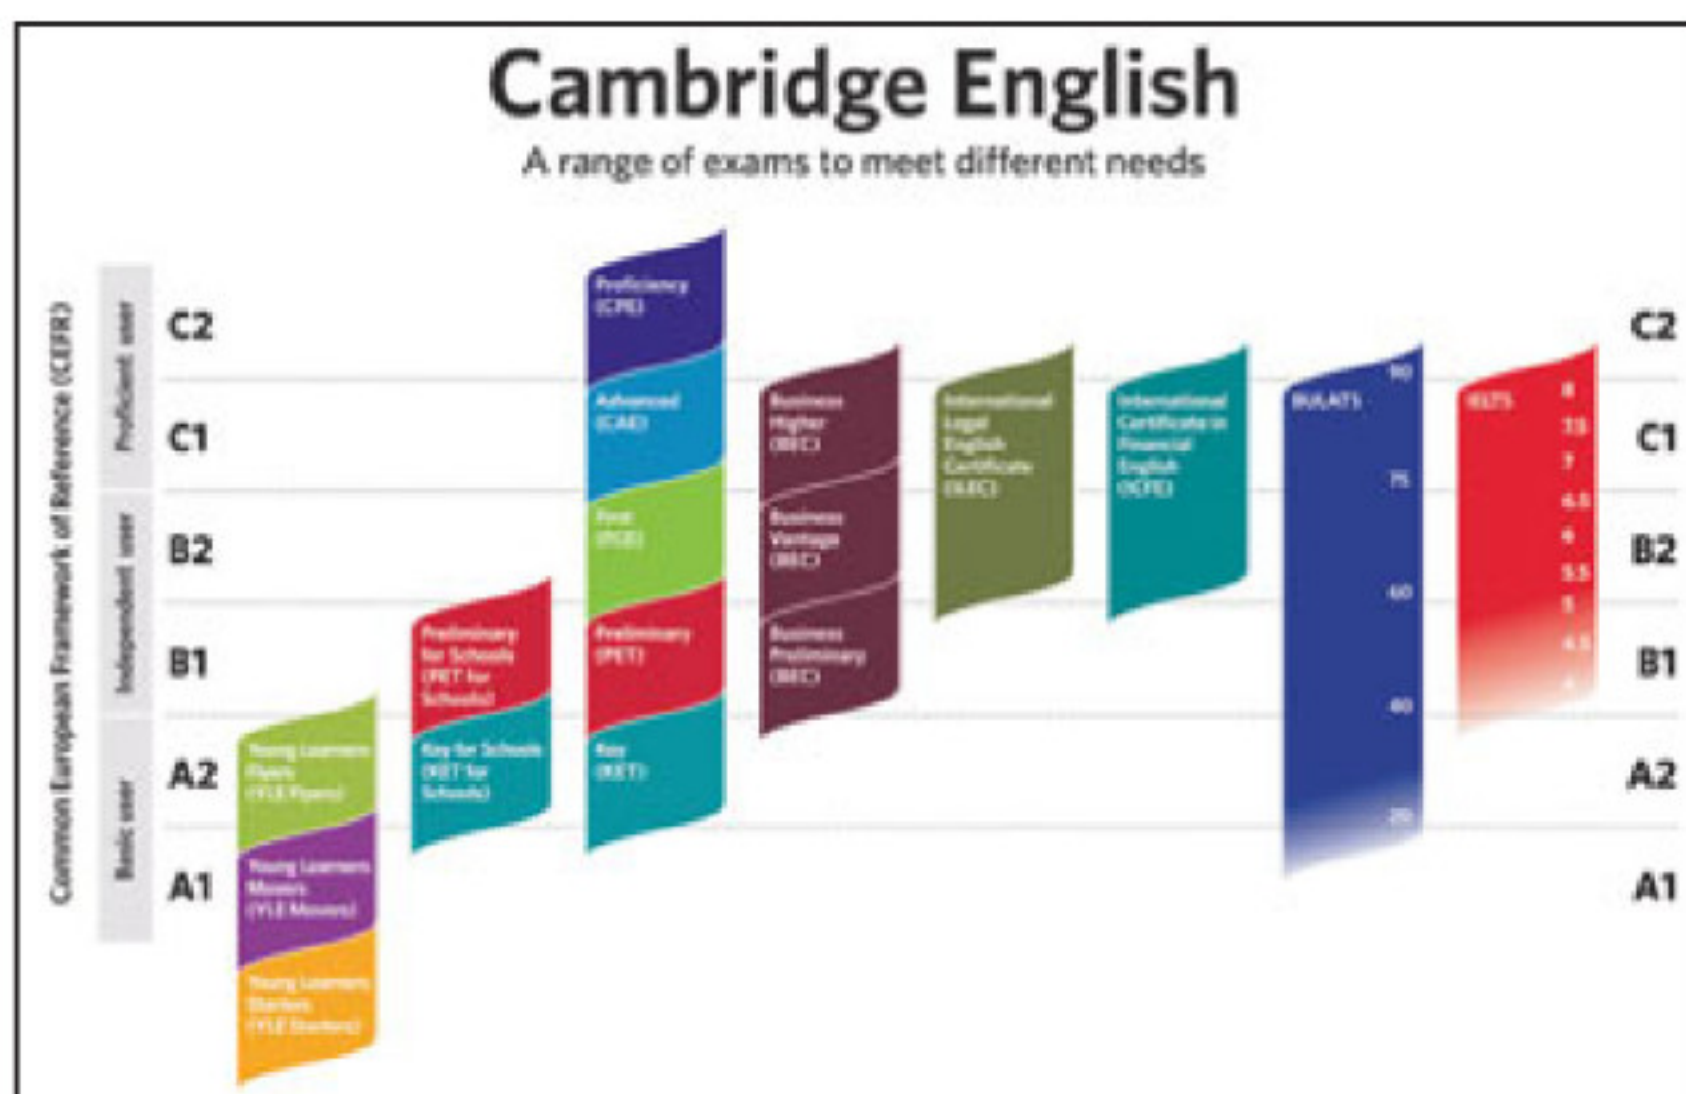 Cambridge English
A range of exams to meet different needs
Common European Framework of Reference (CEFR)
Proficient user
Independent user
Basic user
C2
C1
B2
B1
A2
A1
Young Learners
Flyers
(YLE Flyers)
Young Learners
Movers
(YLE Movers)
Young Learners
Starters
(YLE Starters)
Preliminary
for Schools
(PET for
Schools)
Key for Schools
(KET for
Schools)
Proficiency
(CPE)
Advanced
(CAE)
First
(FCE)
Preliminary
(PET)
Key
(KET)
Business
Higher
(BEC)
Business
Vantage
(BEC)
Business
Preliminary
(BEC)
International
Legal
English
Certificate
(ILEC)
International
Certificate in
Financial
English
(ICFE)
BULATS
90
75
60
40
20
IELTS
8
7.5
7
6.5
6
5.5
5
4.5
4
C2
C1
B2
B1
A2
A1